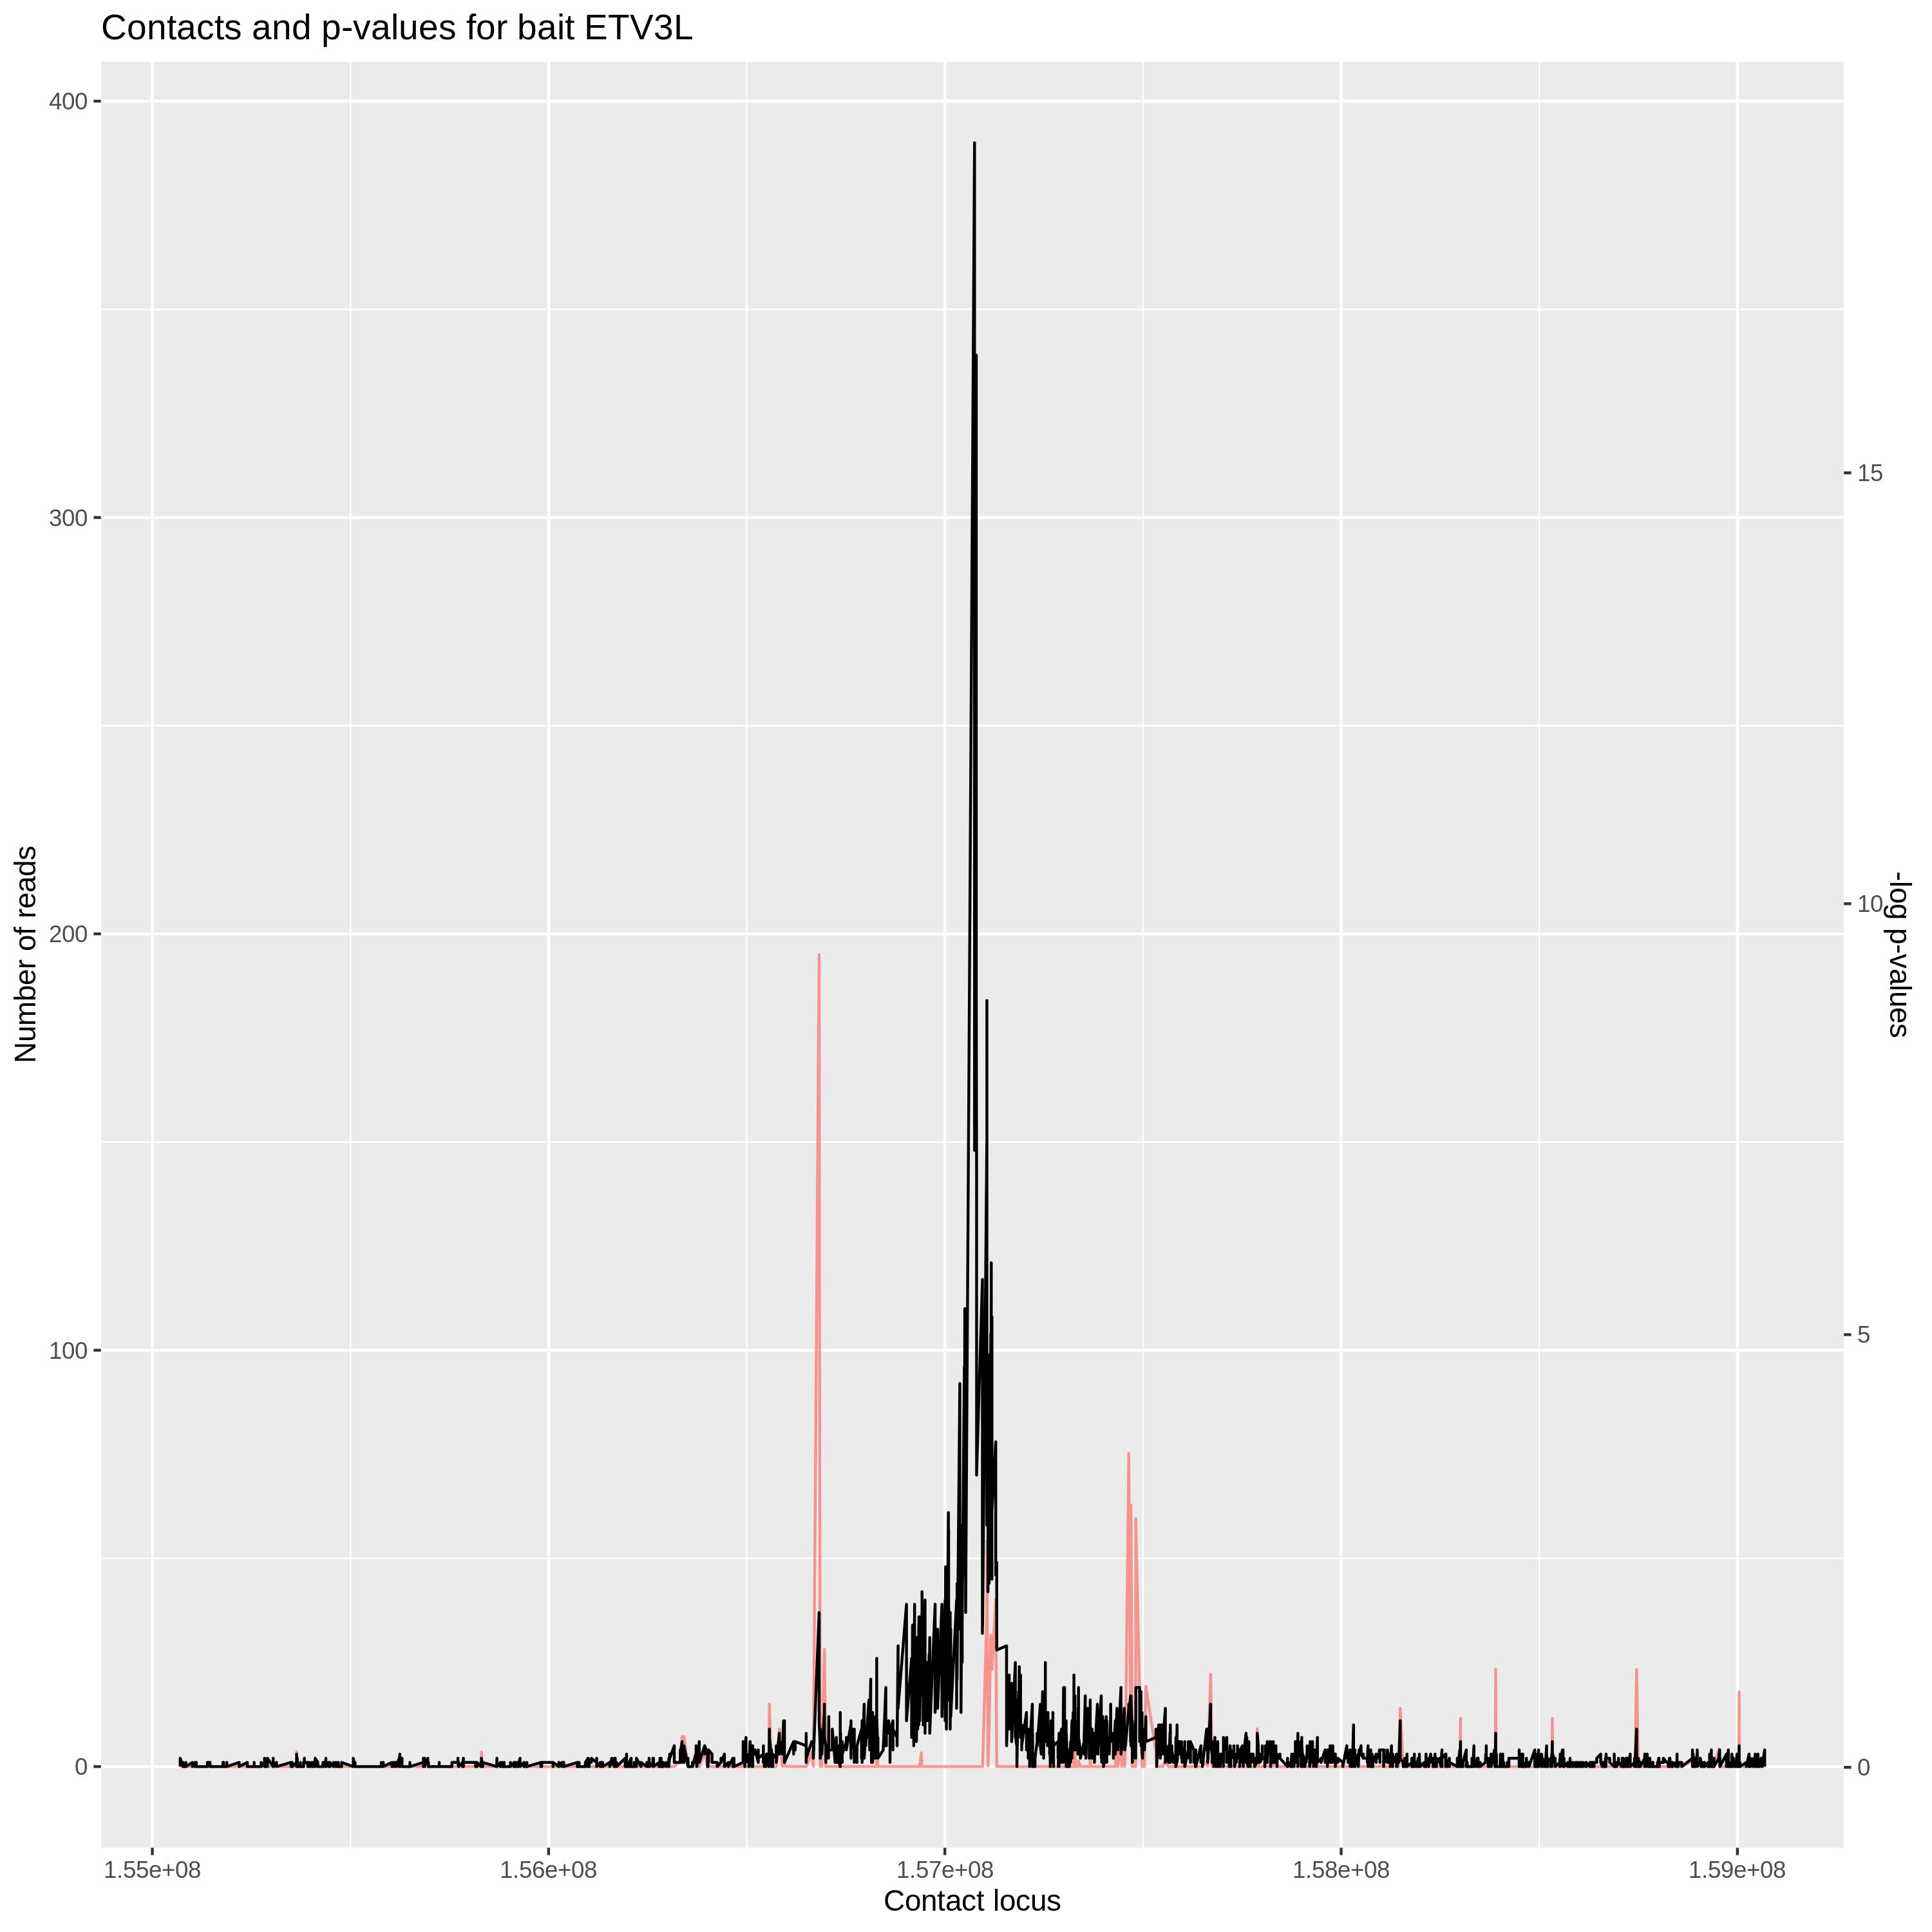 Contacts and p-values for bait ETV3L
400
300
200
100
0
Number of reads
15
10
5
0
-log p-values
1.55e+08 1.56e+08 1.57e+08 1.58e+08 1.59e+08
Contact locus